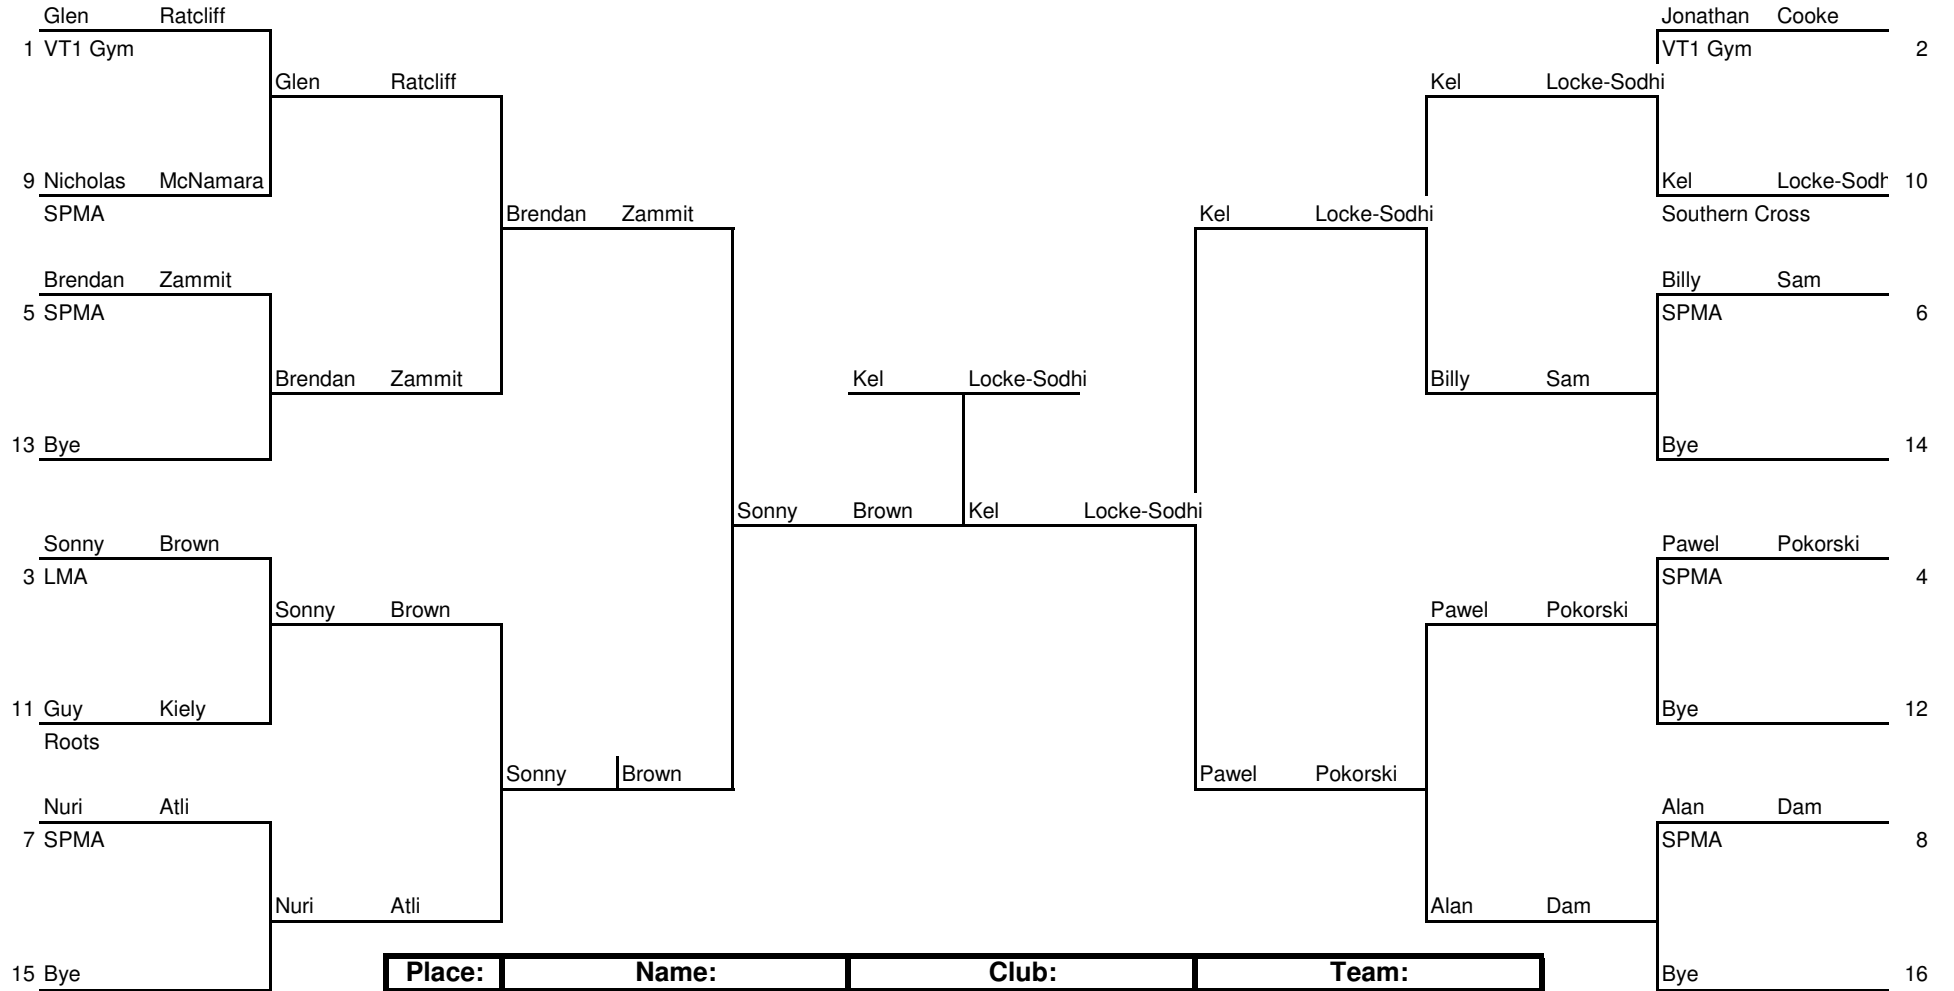 Glen Ratcliff Jonathan Cooke
1 VT1 Gym VT1 Gym 2
Glen Ratcliff Kel Locke-Sodhi
9 Nicholas McNamara Kel Locke-Sodh 10
SPMA Brendan Zammit Kel Locke-Sodhi Southern Cross
Brendan Zammit Billy Sam
5 SPMA SPMA 6
Brendan Zammit Kel Locke-Sodhi Billy Sam
13 Bye Bye 14
Sonny Brown Kel Locke-Sodhi
Sonny Brown Pawel Pokorski
3 LMA SPMA 4
Sonny Brown Pawel Pokorski
11 Guy Kiely Bye 12
Roots
Sonny Brown Pawel Pokorski
Nuri Atli Alan Dam
7 SPMA SPMA 8
Nuri Atli Alan Dam
15 Bye Place: Name: Club: Team: Bye 16